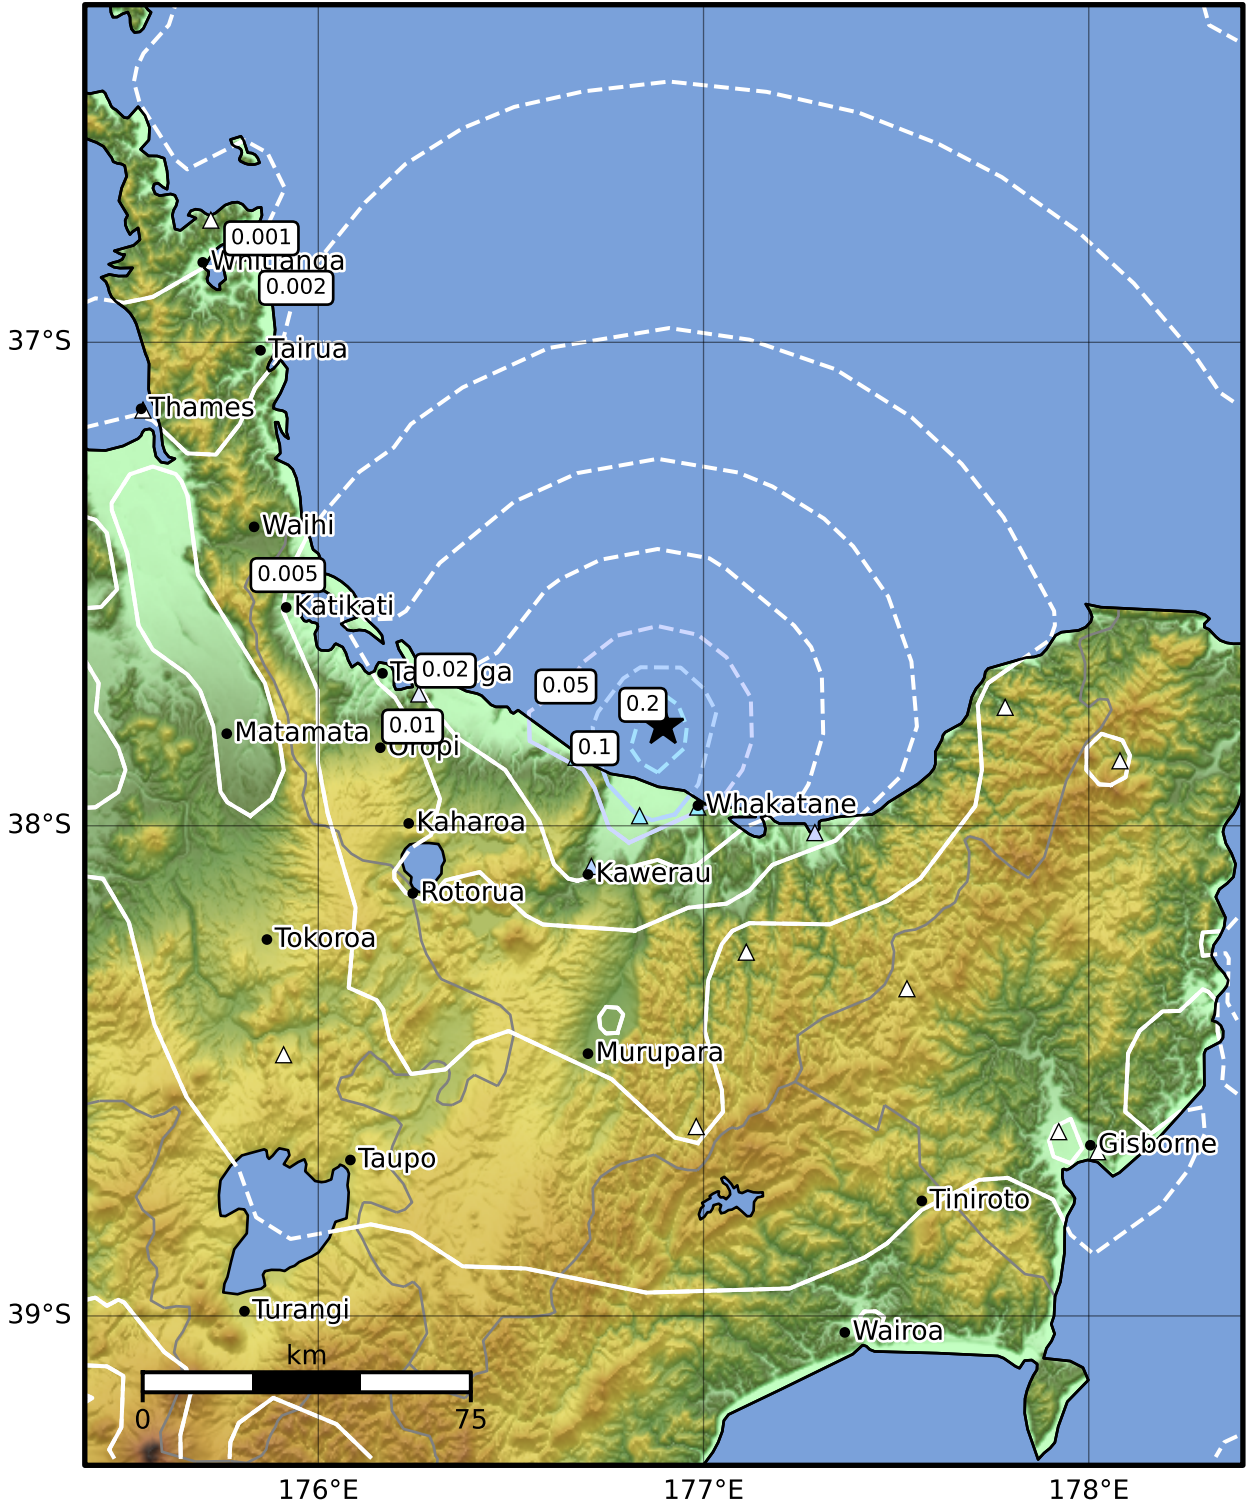 0.001
Whitianga
0.002
37°S
Tairua
Thames
Waihi
0.005
Katikati
0.02
0.05
0.2
0.01
Matamata
Oropi
0.1
Whakatane
38°S
Kaharoa
Kawerau
Rotorua
Tokoroa
Murupara
Gisborne
Taupo
Tiniroto
39°S
Turangi
Wairoa
km
0
75
176°E
177°E
178°E